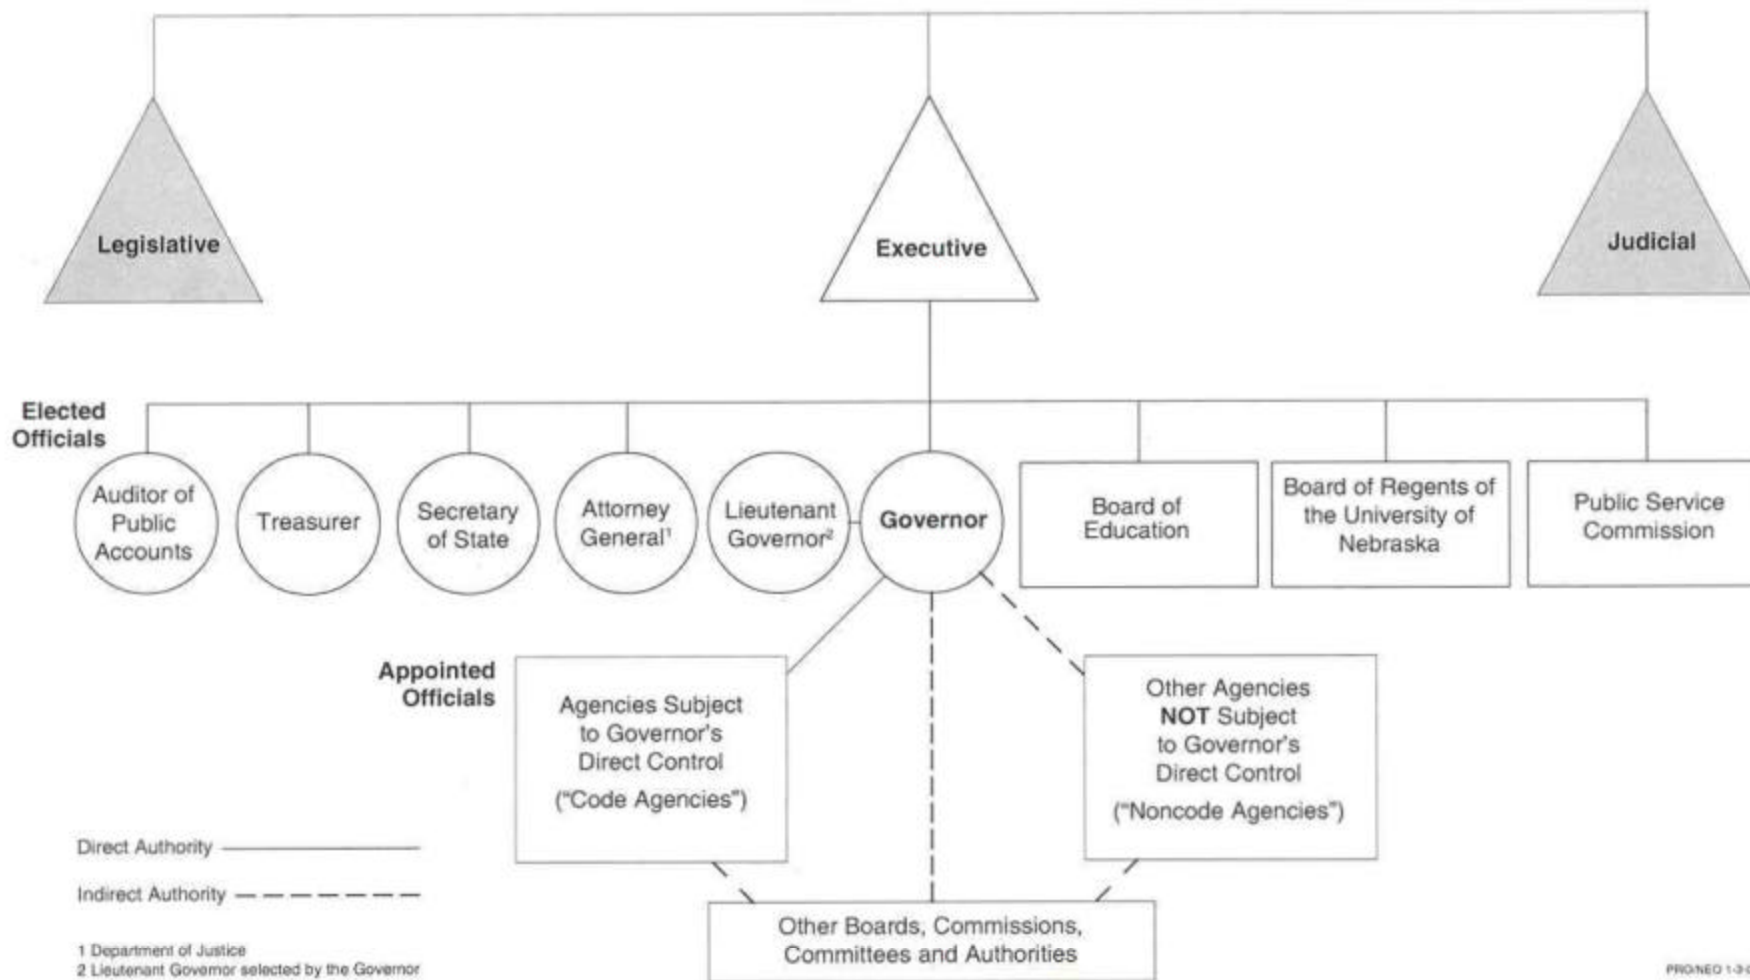 Legislative
Executive
Judicial
Elected
Officials
Auditor of
Public
Accounts
Treasurer
Secretary
of State
Attorney
General¹
Lieutenant
Governor²
Governor
Board of
Education
Board of Regents of
the University of
Nebraska
Public Service
Commission
Appointed
Officials
Agencies Subject
to Governor's
Direct Control
("Code Agencies")
Other Agencies
NOT Subject
to Governor's
Direct Control
("Noncode Agencies")
Other Boards, Commissions,
Committees and Authorities
Direct Authority
Indirect Authority
1 Department of Justice
2 Lieutenant Governor selected by the Governor